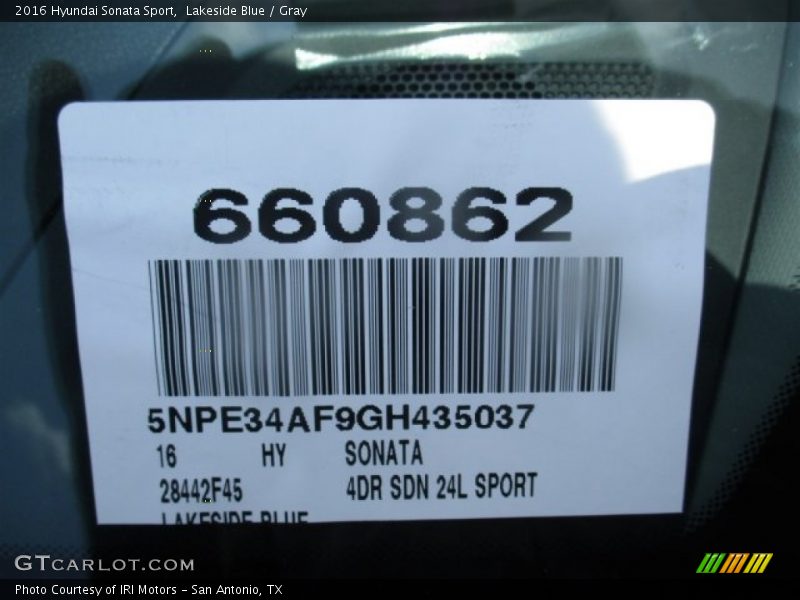 2016 Hyundai Sonata Sport,  Lakeside Blue / Gray
660862
5NPE34AF9GH435037
16 HY SONATA
28442F45 4DR SDN 24L SPORT
LAKESIDE BLUE
GTCARLOT.COM
Photo Courtesy of IRI Motors – San Antonio, TX